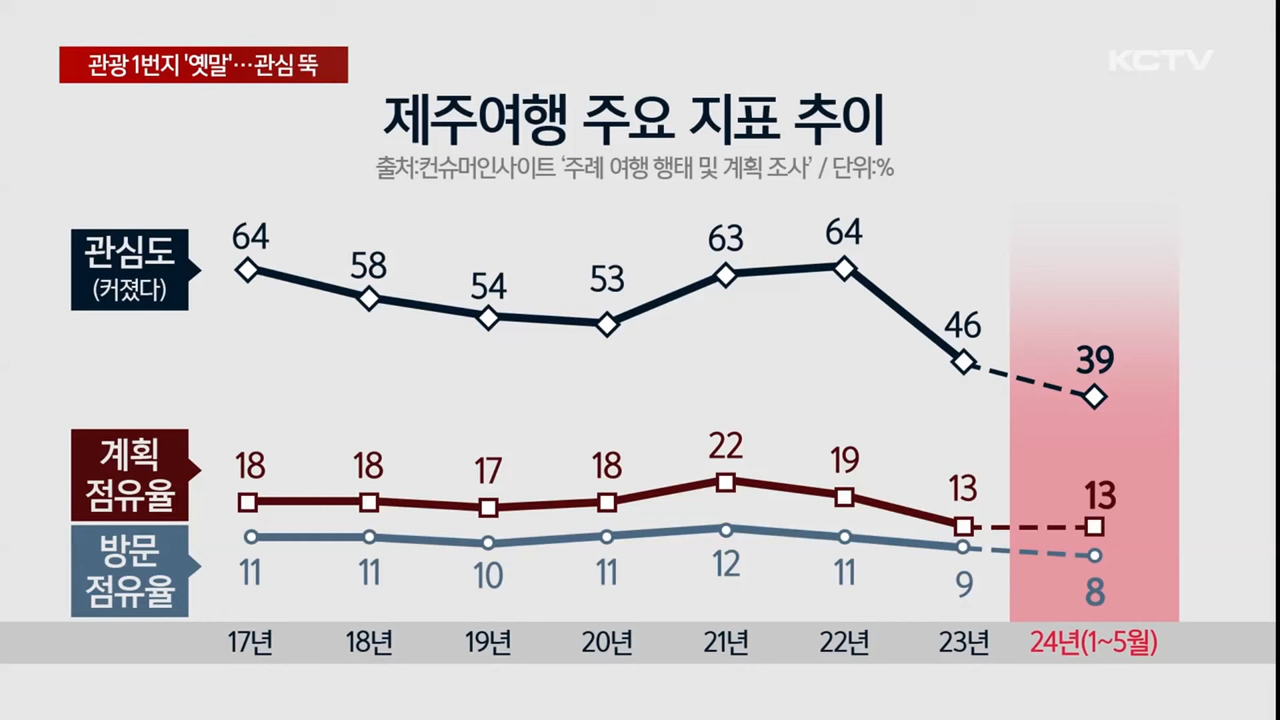 관광 1번지 '옛말'…관심 뚝
KCTV
제주여행 주요 지표 추이
출처:컨슈머인사이트 ‘주례 여행 행태 및 계획 조사’ / 단위:%
관심도
(커졌다)
64 58 54 53 63 64 46 39
계획
점유율
18 18 17 18 22 19 13 13
방문
점유율
11 11 10 11 12 11 9 8
17년 18년 19년 20년 21년 22년 23년 24년(1~5월)